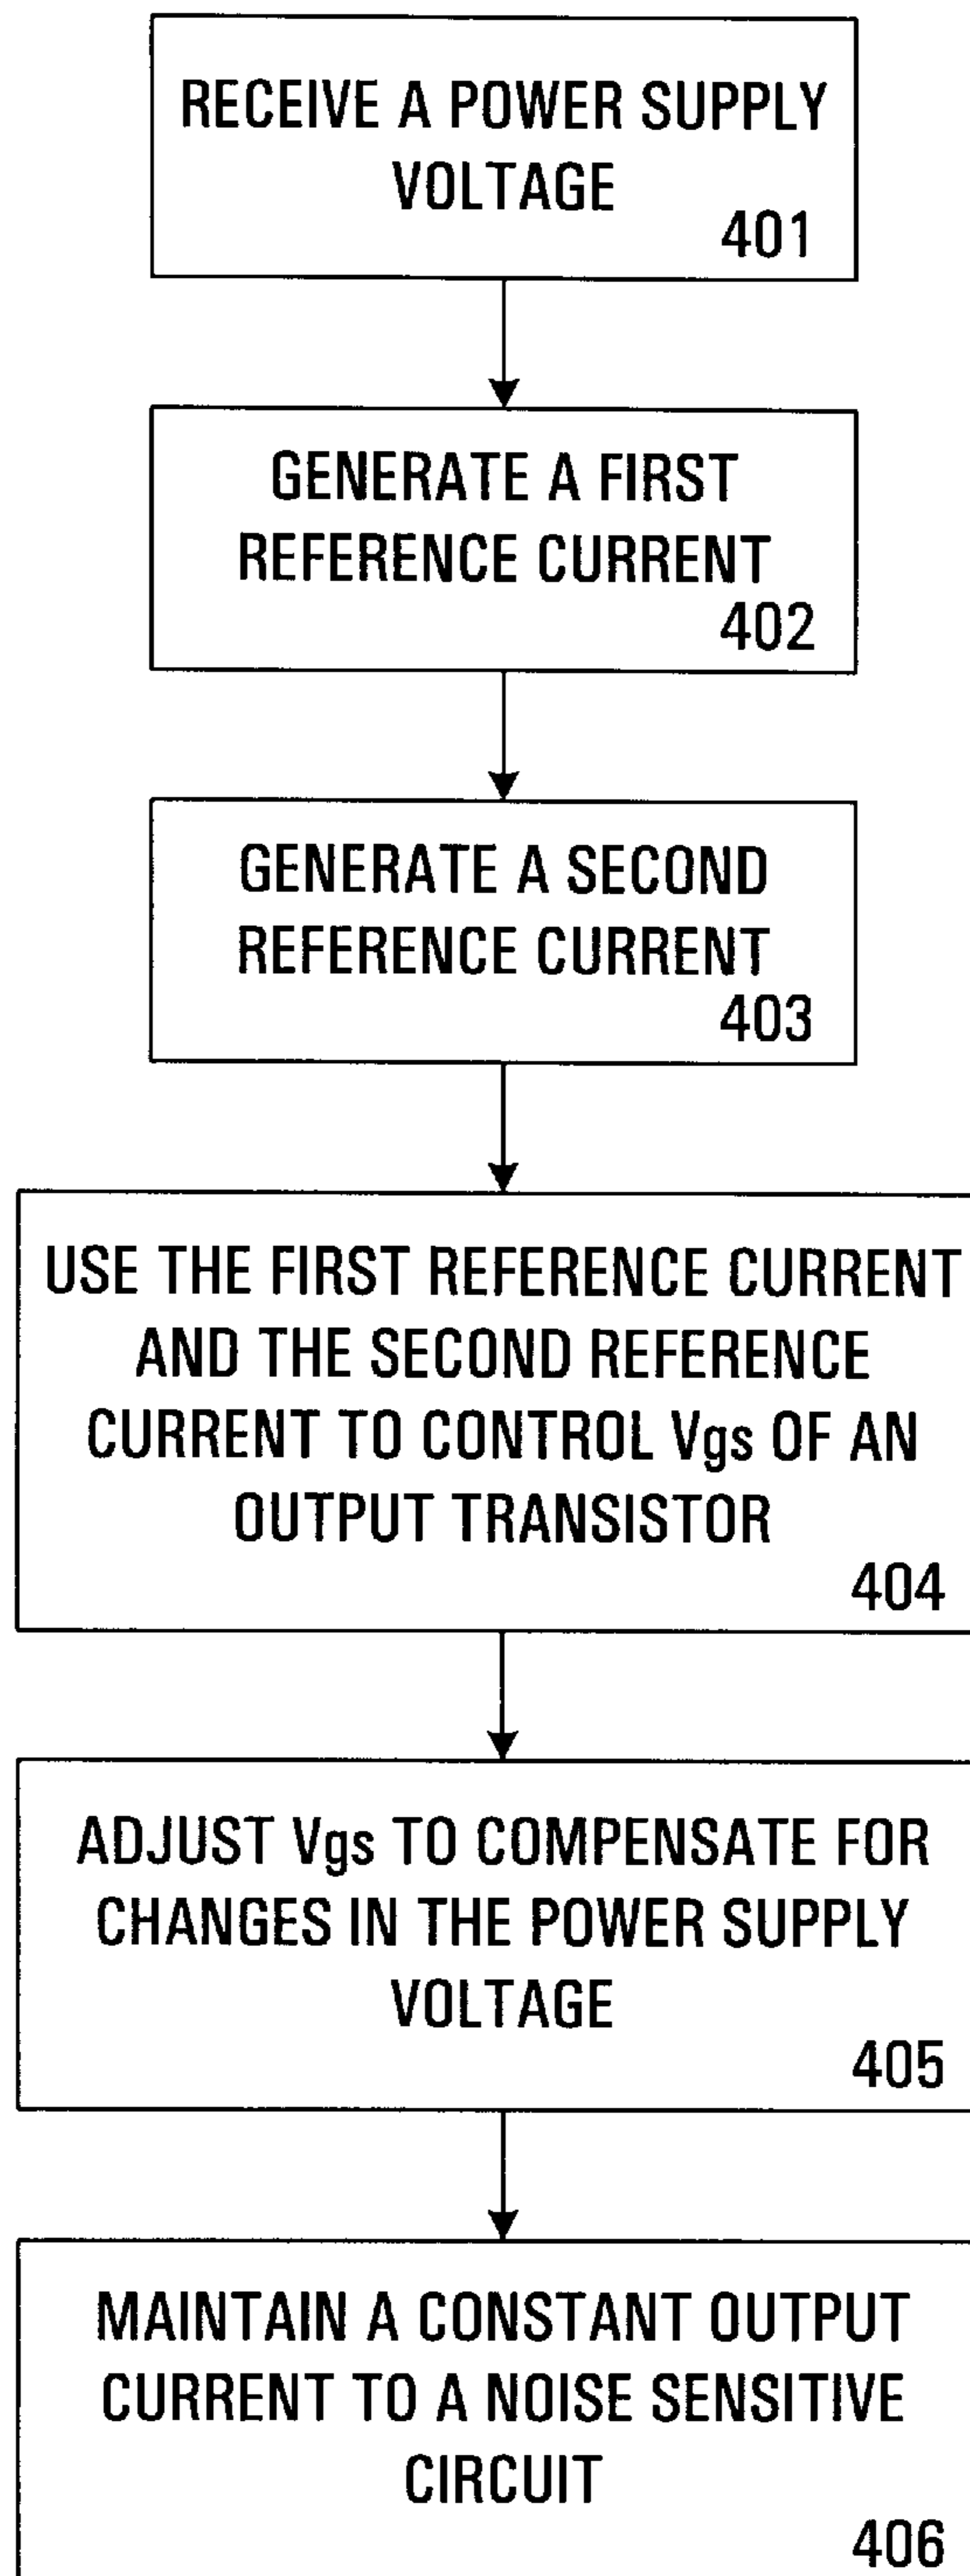 RECEIVE A POWER SUPPLY
VOLTAGE
401
GENERATE A FIRST
REFERENCE CURRENT
402
GENERATE A SECOND
REFERENCE CURRENT
403
USE THE FIRST REFERENCE CURRENT
AND THE SECOND REFERENCE
CURRENT TO CONTROL Vgs OF AN
OUTPUT TRANSISTOR
404
ADJUST Vgs TO COMPENSATE FOR
CHANGES IN THE POWER SUPPLY
VOLTAGE
405
MAINTAIN A CONSTANT OUTPUT
CURRENT TO A NOISE SENSITIVE
CIRCUIT
406